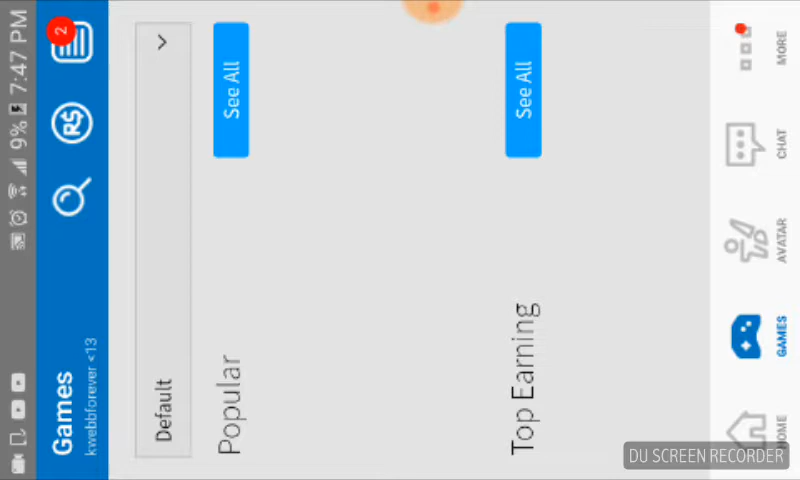 9% 7:47 PM
Games
kwebbforever <13
R$
2
Default
Popular
See All
Top Earning
See All
HOME
GAMES
AVATAR
CHAT
MORE
DU SCREEN RECORDER